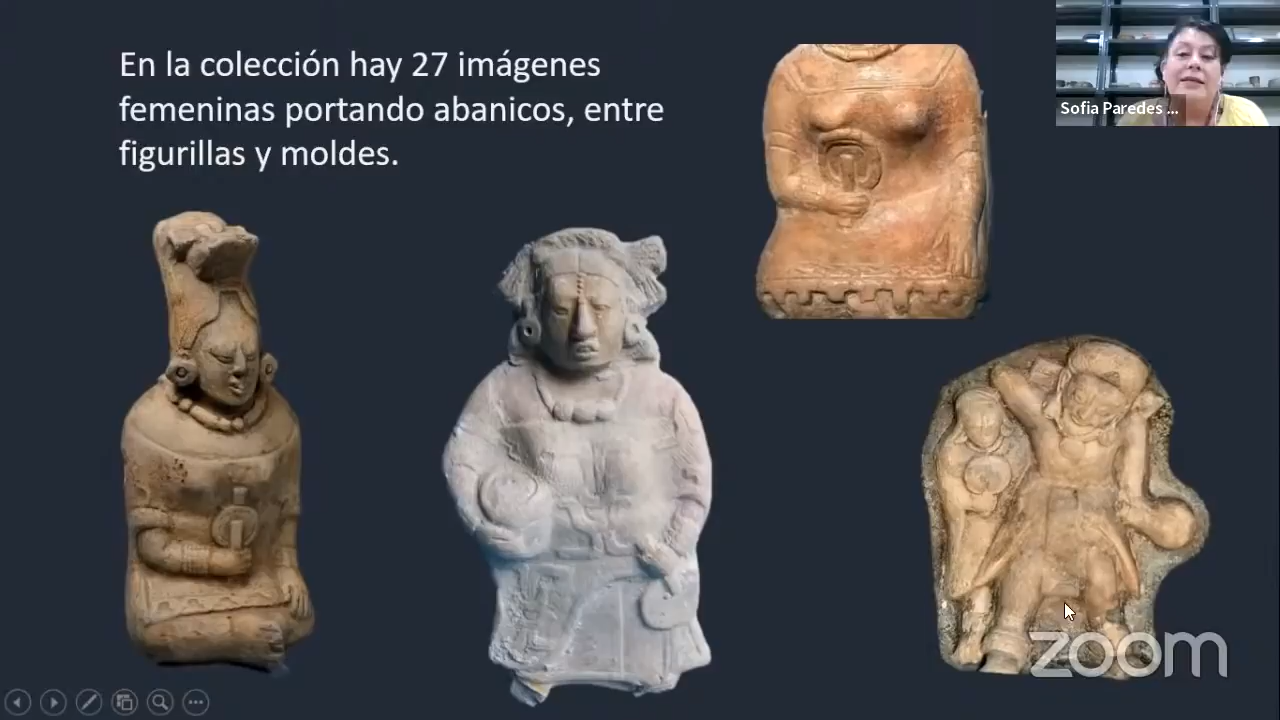 En la colección hay 27 imágenes
femeninas portando abanicos, entre
figurillas y moldes.
Sofia Paredes ...
zoom